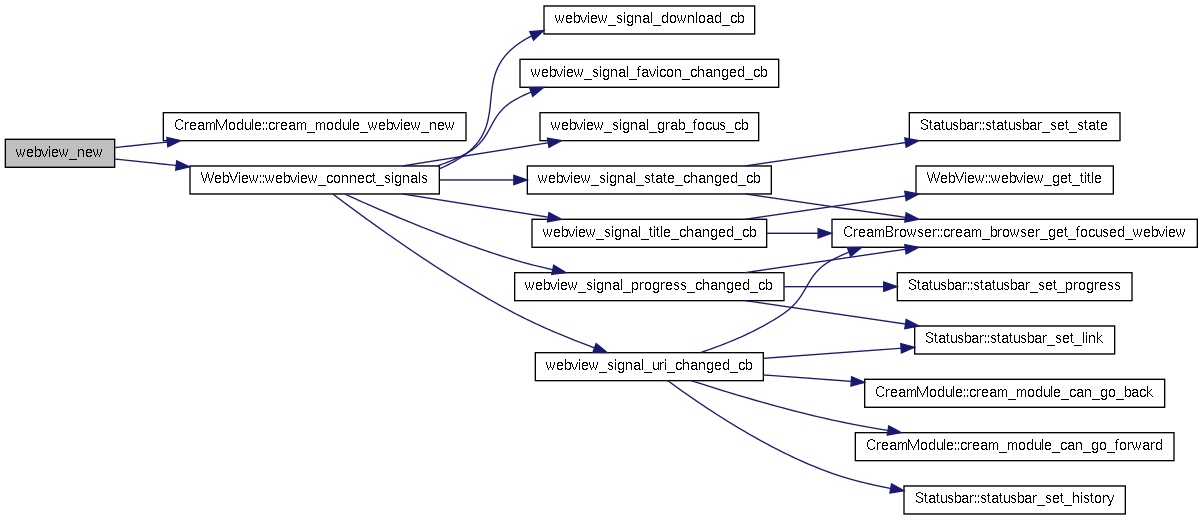 webview_new
CreamModule::cream_module_webview_new
WebView::webview_connect_signals
webview_signal_download_cb
webview_signal_favicon_changed_cb
webview_signal_grab_focus_cb
webview_signal_state_changed_cb
webview_signal_title_changed_cb
webview_signal_progress_changed_cb
webview_signal_uri_changed_cb
Statusbar::statusbar_set_state
WebView::webview_get_title
CreamBrowser::cream_browser_get_focused_webview
Statusbar::statusbar_set_progress
Statusbar::statusbar_set_link
CreamModule::cream_module_can_go_back
CreamModule::cream_module_can_go_forward
Statusbar::statusbar_set_history